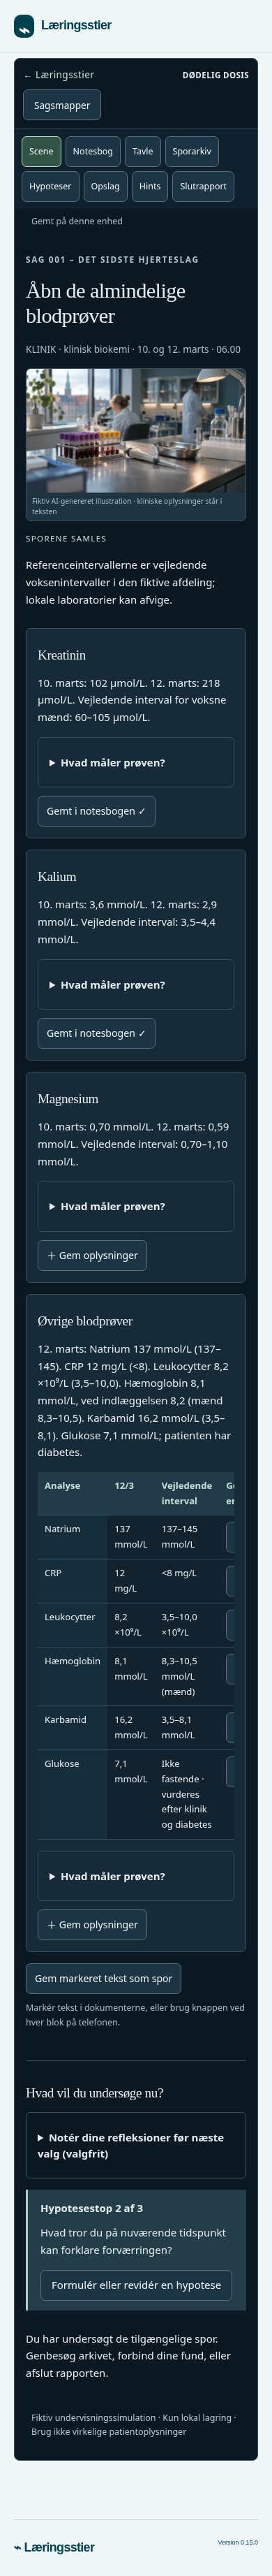 Læringsstier
← Læringsstier
DØDELIG DOSIS
Sagsmapper
Scene
Notesbog
Tavle
Sporarkiv
Hypoteser
Opslag
Hints
Slutrapport
Gemt på denne enhed
SAG 001 – DET SIDSTE HJERTESLAG
Åbn de almindelige
blodprøver
KLINIK · klinisk biokemi · 10. og 12. marts · 06.00
Fiktiv AI-genereret illustration · kliniske oplysninger står i
teksten
SPORENE SAMLES
Referenceintervallerne er vejledende
voksenintervaller i den fiktive afdeling;
lokale laboratorier kan afvige.
Kreatinin
10. marts: 102 µmol/L. 12. marts: 218
µmol/L. Vejledende interval for voksne
mænd: 60–105 µmol/L.
▶ Hvad måler prøven?
Gemt i notesbogen ✓
Kalium
10. marts: 3,6 mmol/L. 12. marts: 2,9
mmol/L. Vejledende interval: 3,5–4,4
mmol/L.
▶ Hvad måler prøven?
Gemt i notesbogen ✓
Magnesium
10. marts: 0,70 mmol/L. 12. marts: 0,59
mmol/L. Vejledende interval: 0,70–1,10
mmol/L.
▶ Hvad måler prøven?
＋ Gem oplysninger
Øvrige blodprøver
12. marts: Natrium 137 mmol/L (137–
145). CRP 12 mg/L (<8). Leukocytter 8,2
×10⁹/L (3,5–10,0). Hæmoglobin 8,1
mmol/L, ved indlæggelsen 8,2 (mænd
8,3–10,5). Karbamid 16,2 mmol/L (3,5–
8,1). Glukose 7,1 mmol/L; patienten har
diabetes.
Analyse 12/3 Vejledende
interval
Natrium 137
mmol/L 137–145
mmol/L
CRP 12
mg/L <8 mg/L
Leukocytter 8,2
×10⁹/L 3,5–10,0
×10⁹/L
Hæmoglobin 8,1
mmol/L 8,3–10,5
mmol/L
(mænd)
Karbamid 16,2
mmol/L 3,5–8,1
mmol/L
Glukose 7,1
mmol/L Ikke
fastende ·
vurderes
efter klinik
og diabetes
▶ Hvad måler prøven?
＋ Gem oplysninger
Gem markeret tekst som spor
Markér tekst i dokumenterne, eller brug knappen ved
hver blok på telefonen.
Hvad vil du undersøge nu?
▶ Notér dine refleksioner før næste
valg (valgfrit)
Hypotesestop 2 af 3
Hvad tror du på nuværende tidspunkt
kan forklare forværringen?
Formulér eller revidér en hypotese
Du har undersøgt de tilgængelige spor.
Genbesøg arkivet, forbind dine fund, eller
afslut rapporten.
Fiktiv undervisningssimulation · Kun lokal lagring ·
Brug ikke virkelige patientoplysninger
Læringsstier
Version 0.15.0